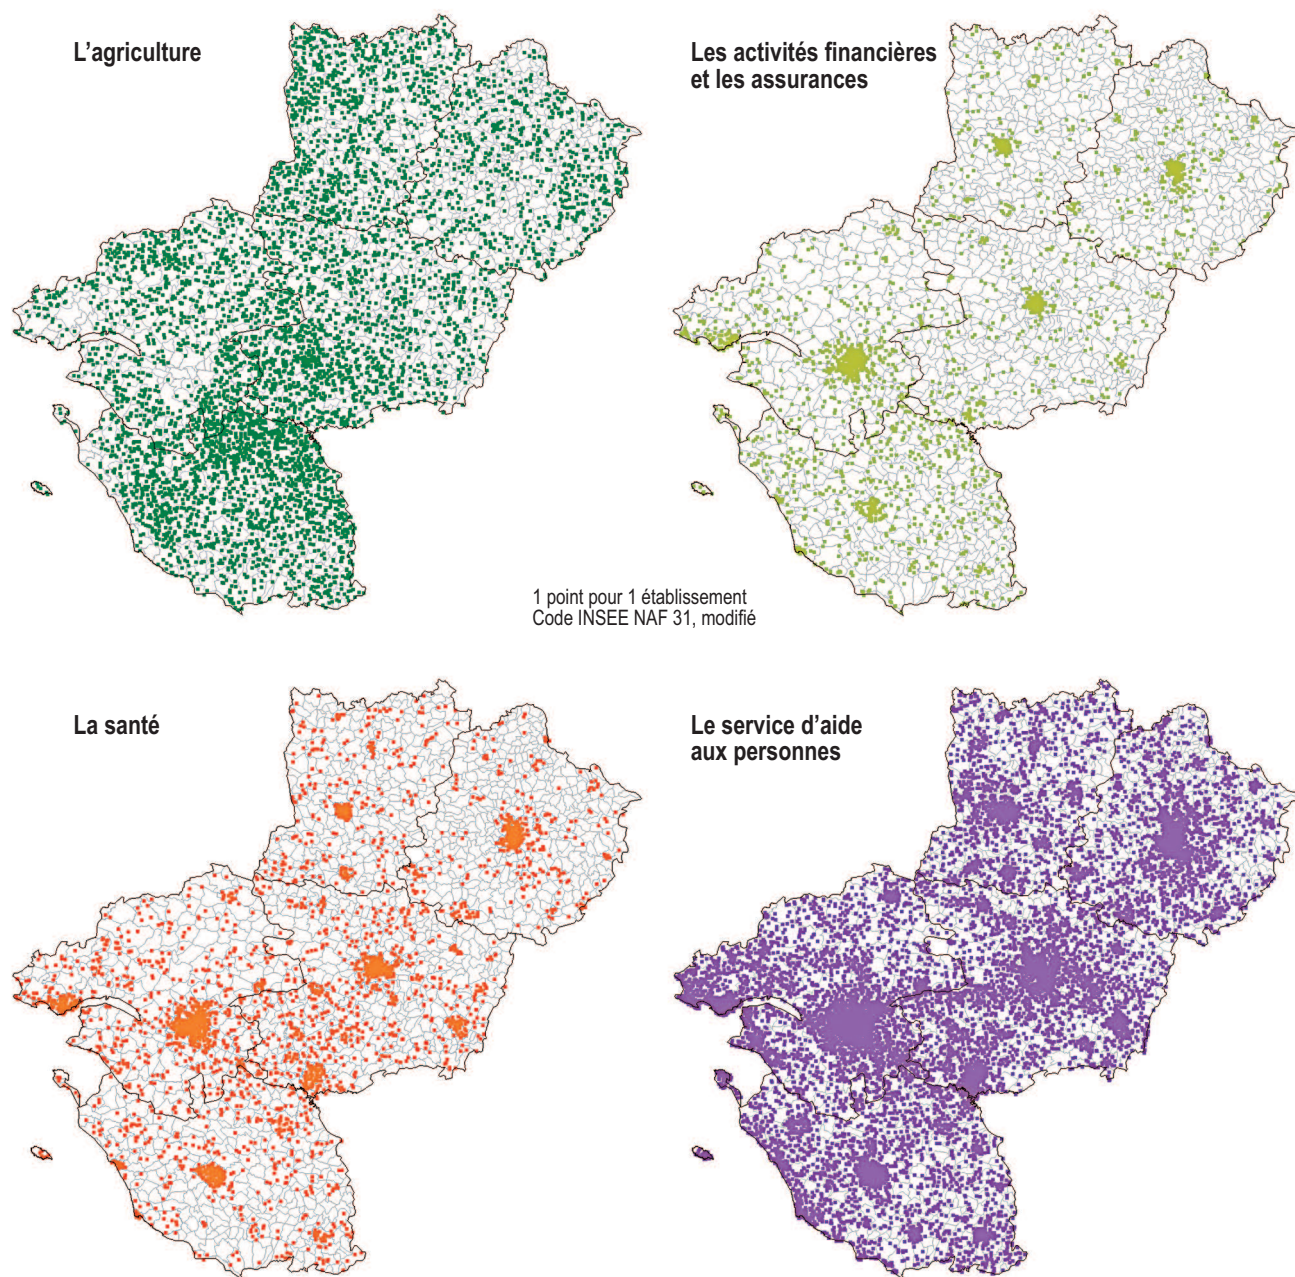 L’agriculture
Les activités financières
et les assurances
1 point pour 1 établissement
Code INSEE NAF 31, modifié
La santé
Le service d’aide
aux personnes